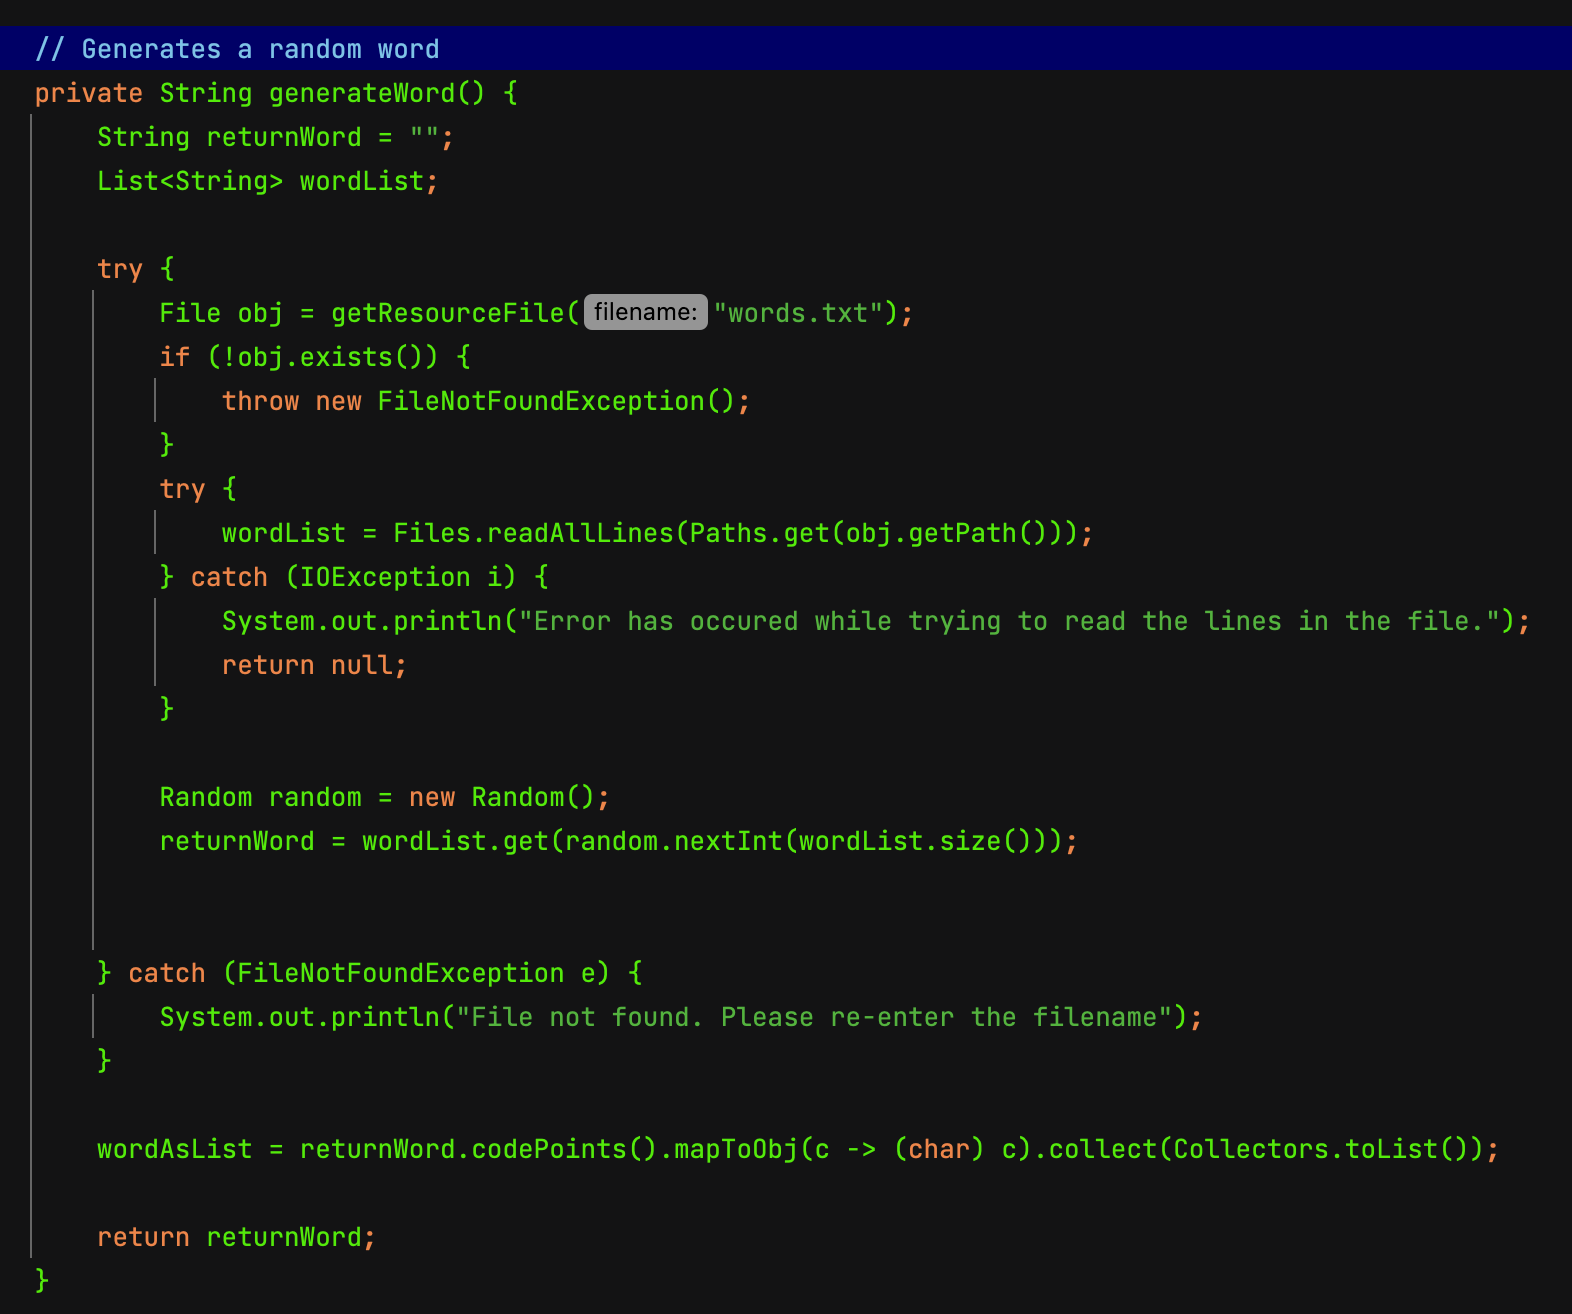 // Generates a random word
private String generateWord() {
String returnWord = "";
List<String> wordList;
try {
File obj = getResourceFile( filename: "words.txt");
if (!obj.exists()) {
throw new FileNotFoundException();
}
try {
wordList = Files.readAllLines(Paths.get(obj.getPath()));
} catch (IOException i) {
System.out.println("Error has occured while trying to read the lines in the file.");
return null;
}
Random random = new Random();
returnWord = wordList.get(random.nextInt(wordList.size()));
} catch (FileNotFoundException e) {
System.out.println("File not found. Please re-enter the filename");
}
wordAsList = returnWord.codePoints().mapToObj(c -> (char) c).collect(Collectors.toList());
return returnWord;
}